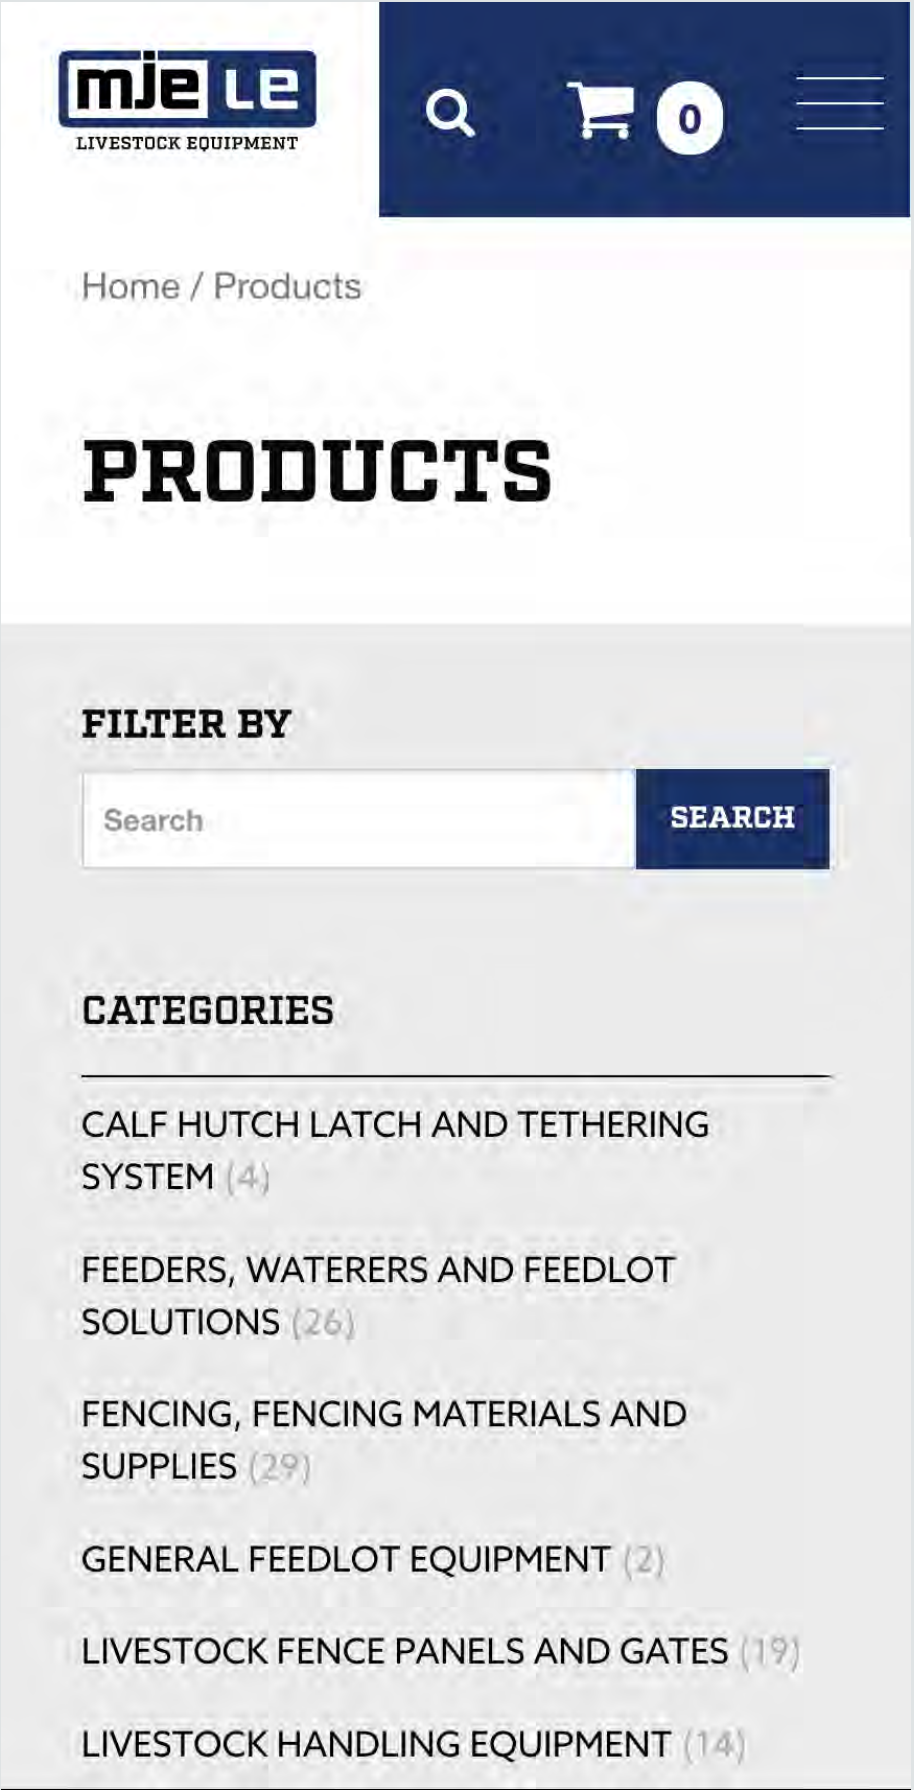 mje LE
LIVESTOCK EQUIPMENT
0
Home / Products
PRODUCTS
FILTER BY
Search
SEARCH
CATEGORIES
CALF HUTCH LATCH AND TETHERING
SYSTEM (4)
FEEDERS, WATERERS AND FEEDLOT
SOLUTIONS (26)
FENCING, FENCING MATERIALS AND
SUPPLIES (29)
GENERAL FEEDLOT EQUIPMENT (2)
LIVESTOCK FENCE PANELS AND GATES (19)
LIVESTOCK HANDLING EQUIPMENT (14)